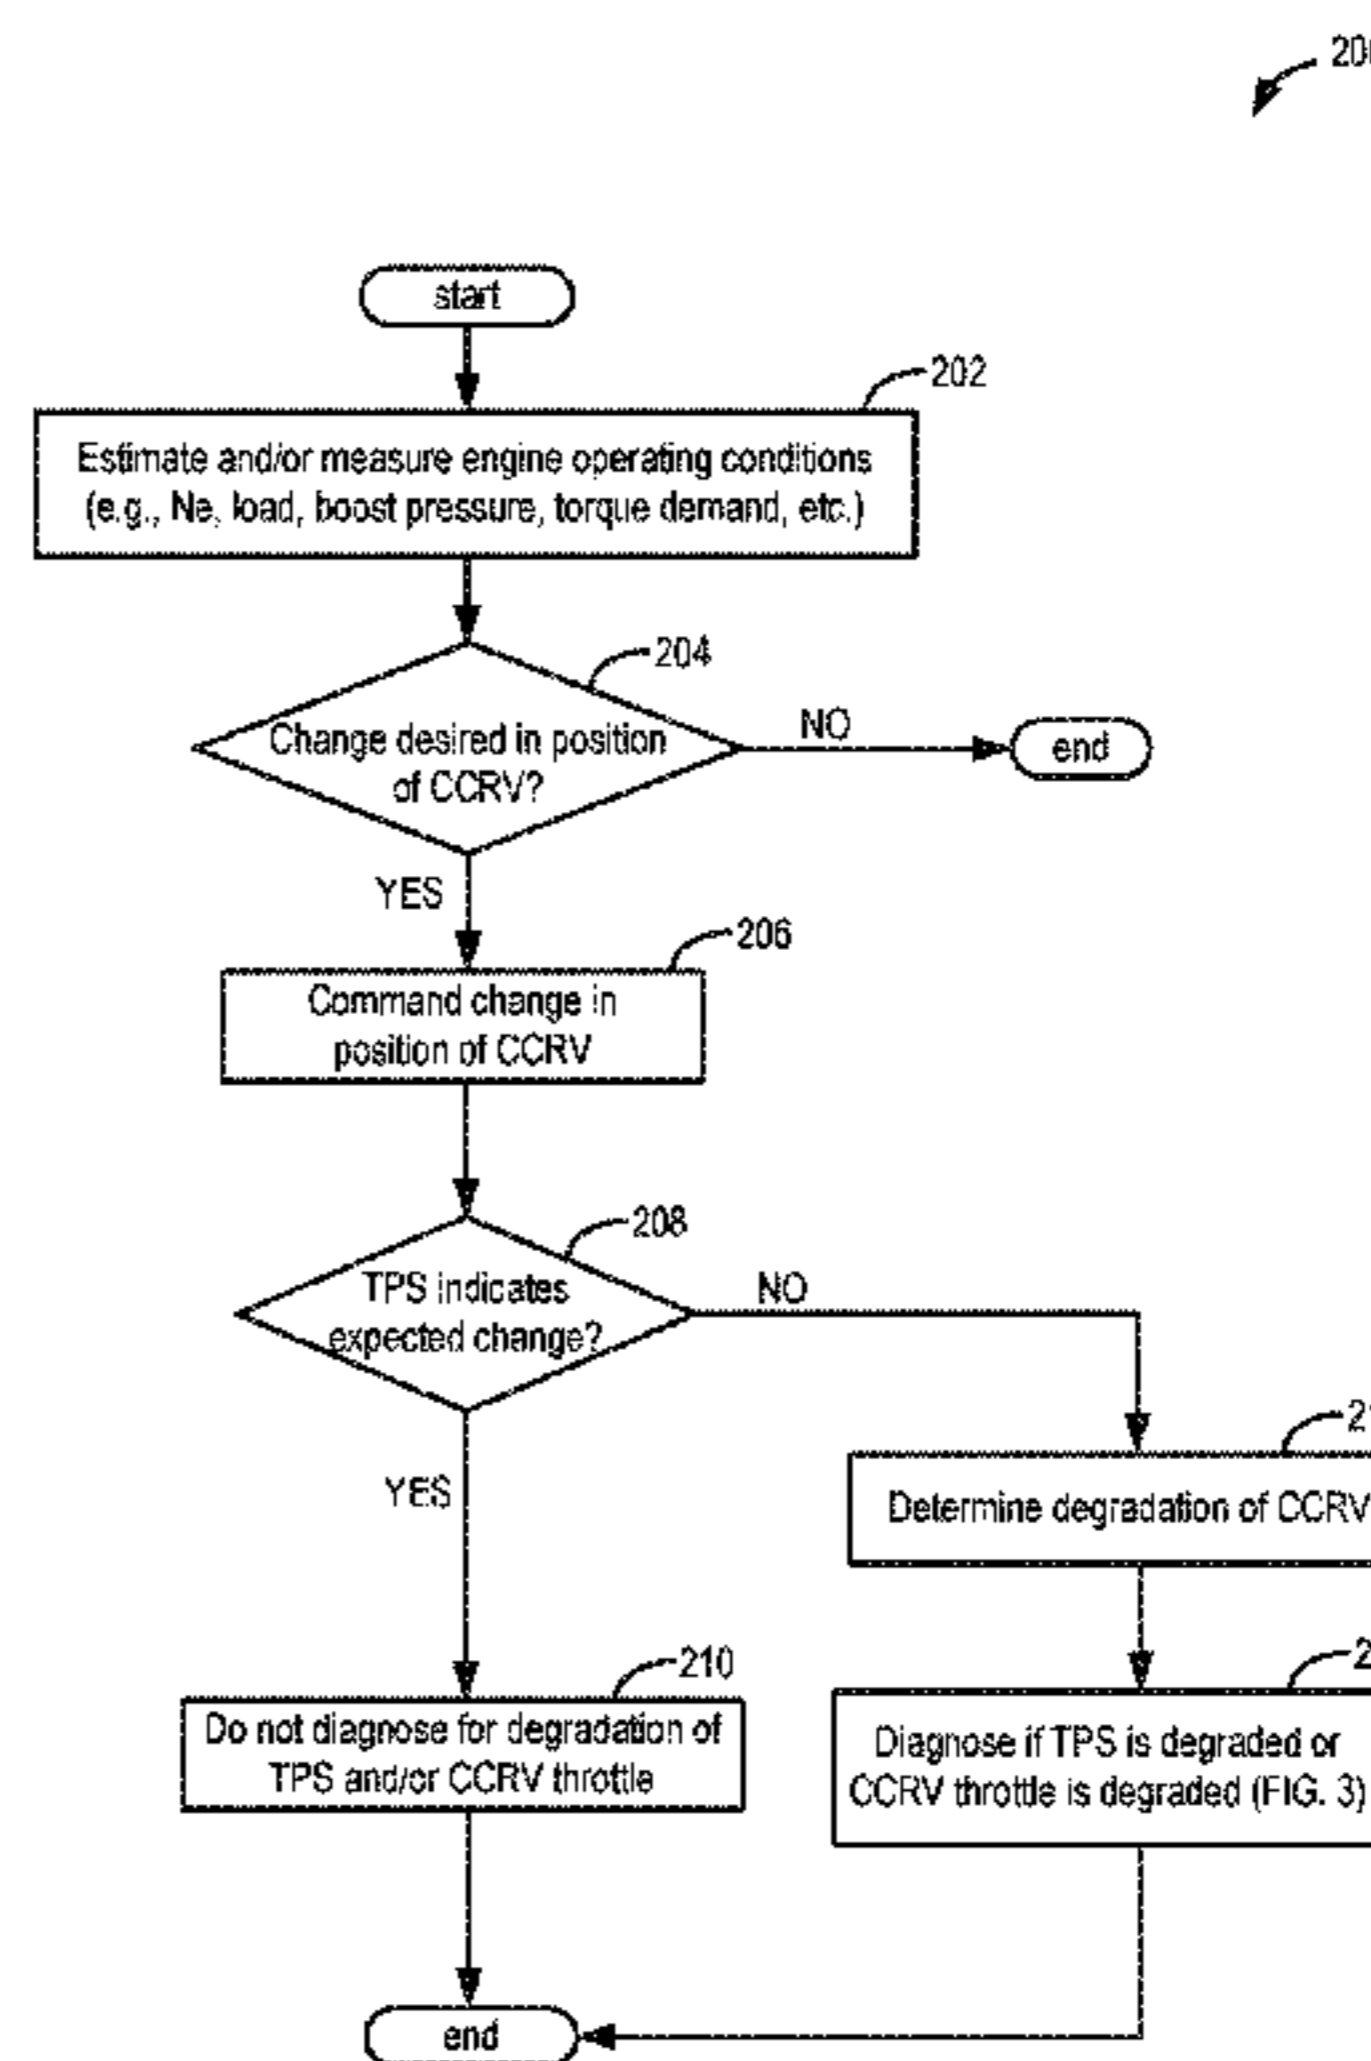 start
202
Estimate and/or measure engine operating conditions
(e.g., Ne, load, boost pressure, torque demand, etc.)
204
Change desired in position
of CCRV?
NO
end
YES
206
Command change in
position of CCRV
208
TPS indicates
expected change?
NO
YES
Determine degradation of CCRV
210
Do not diagnose for degradation of
TPS and/or CCRV throttle
Diagnose if TPS is degraded or
CCRV throttle is degraded (FIG. 3)
end